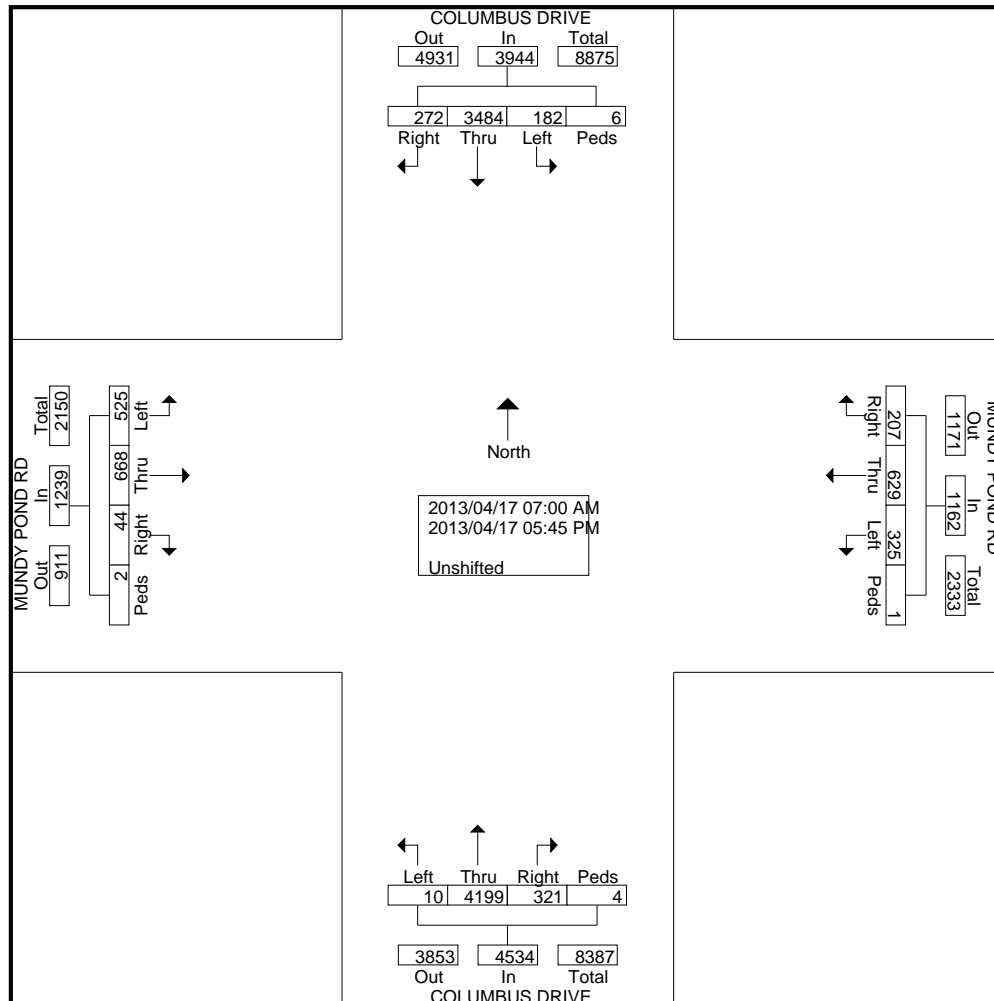 COLUMBUS DRIVE
Out In Total
4931 3944 8875
272 3484 182 6
Right Thru Left Peds
MUNDY POND RD
Total In Out
2150 1239 911
525 668 44 2
Left Thru Right Peds
North
2013/04/17 07:00 AM
2013/04/17 05:45 PM
Unshifted
Right Thru Left Peds
207 629 325 1
1171 1162 2333
Out In Total
MUNDY POND RD
Left Thru Right Peds
10 4199 321 4
3853 4534 8387
Out In Total
COLUMBUS DRIVE